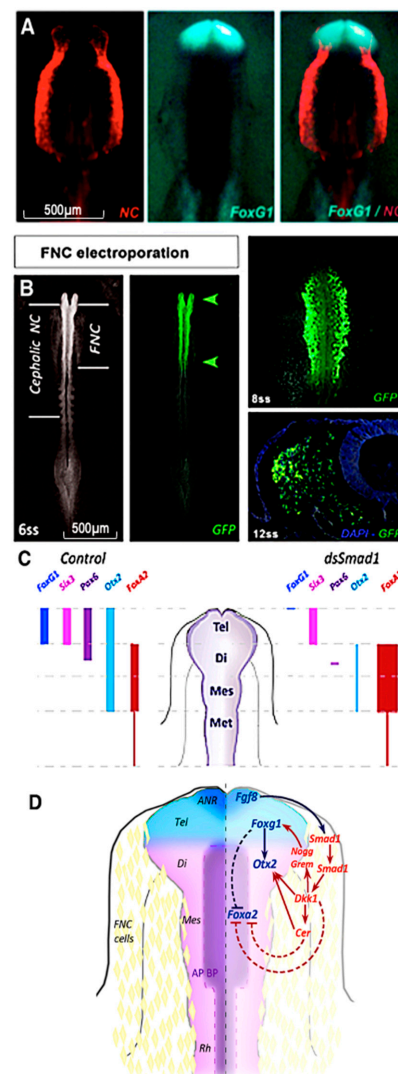 A
500µm
NC
FoxG1
FoxG1 / NC
FNC electroporation
B
Cephalic NC
FNC
6ss
500µm
GFP
8ss
GFP
12ss
DAPI - GFP
C
Control
dsSmad1
FoxG1 Six3 Pax6 Otx2 FoxA2
FoxG1 Six3 Pax6 Otx2 FoxA
Tel
Di
Mes
Met
D
ANR
Fgf8
Tel
Foxg1
Smad1
Nogg
Grem
Smad1
Di
Otx2
Dkk1
FNC
cells
Mes
Foxa2
Cer
AP BP
Rh